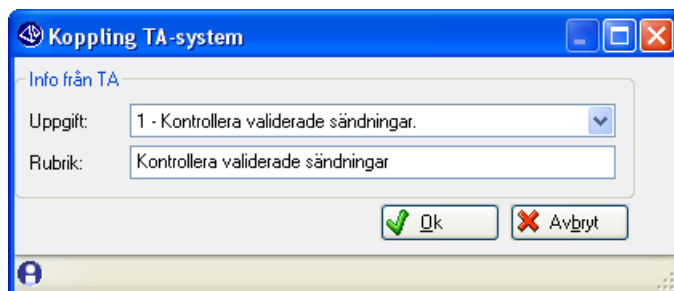 Koppling TA-system
Info från TA
Uppgift: 1 - Kontrollera validerade sändningar.
Rubrik: Kontrollera validerade sändningar
Ok Avbryt